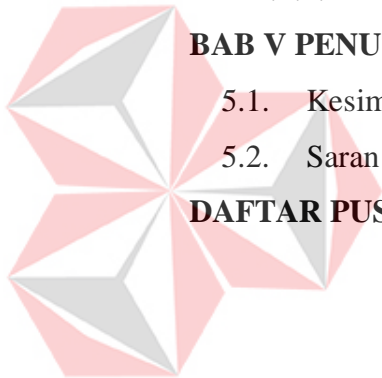 BAB V PENU
5.1. Kesim
5.2. Saran
DAFTAR PUS